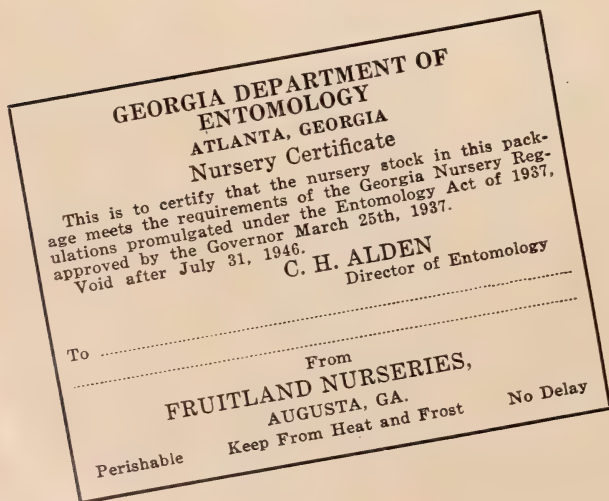 GEORGIA DEPARTMENT OF
ENTOMOLOGY
ATLANTA, GEORGIA
Nursery Certificate
This is to certify that the nursery stock in this pack-
age meets the requirements of the Georgia Nursery Reg-
ulations promulgated under the Entomology Act of 1937,
approved by the Governor March 25th, 1937.
Void after July 31, 1946.
C. H. ALDEN
Director of Entomology
To
From
FRUITLAND NURSERIES,
AUGUSTA, GA.
Perishable Keep From Heat and Frost No Delay